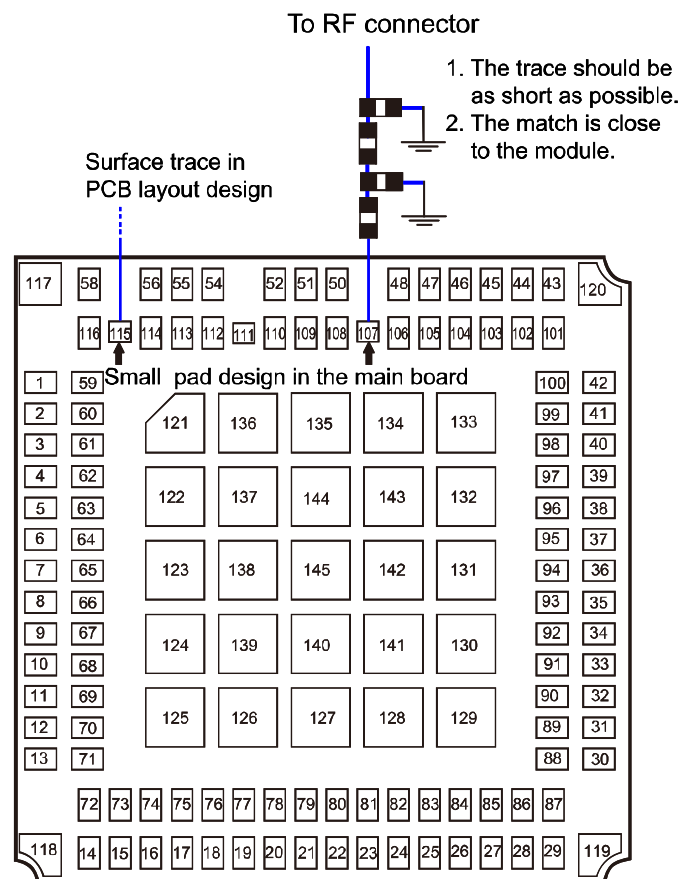 To RF connector
1. The trace should be
as short as possible.
2. The match is close
to the module.
Surface trace in
PCB layout design
117 58 56 55 54 52 51 50 48 47 46 45 44 43 120
116 115 114 113 112 111 110 109 108 107 106 105 104 103 102 101
Small pad design in the main board
1 59 100 42
2 60 121 136 135 134 133 99 41
3 61 98 40
4 62 97 39
5 63 122 137 144 143 132 96 38
6 64 95 37
7 65 123 138 145 142 131 94 36
8 66 93 35
9 67 124 139 140 141 130 92 34
10 68 91 33
11 69 90 32
12 70 125 126 127 128 129 89 31
13 71 88 30
72 73 74 75 76 77 78 79 80 81 82 83 84 85 86 87
118 14 15 16 17 18 19 20 21 22 23 24 25 26 27 28 29 119